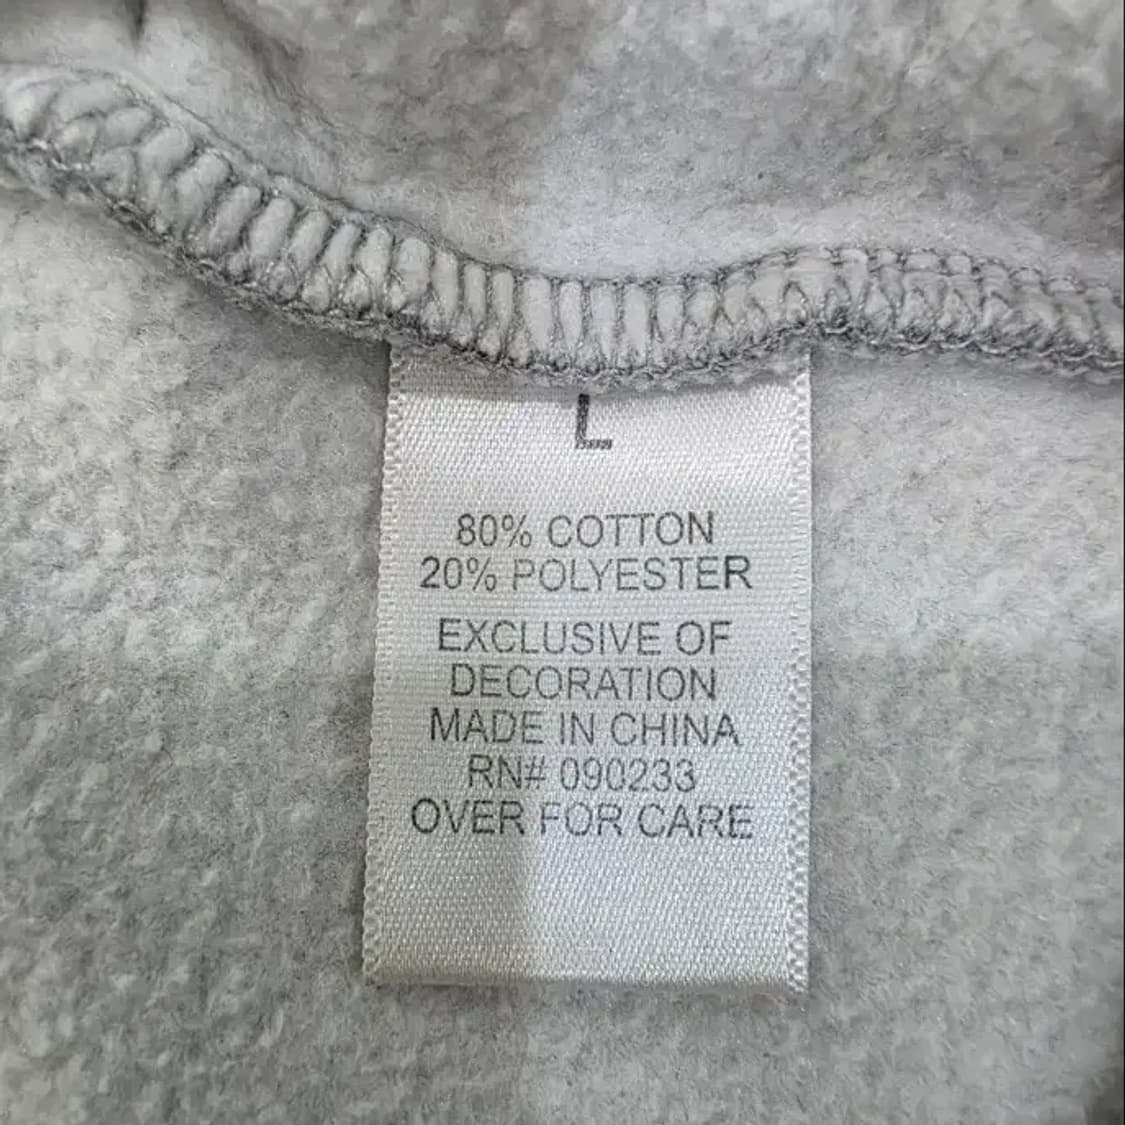 L
80% COTTON
20% POLYESTER
EXCLUSIVE OF
DECORATION
MADE IN CHINA
RN# 090233
OVER FOR CARE